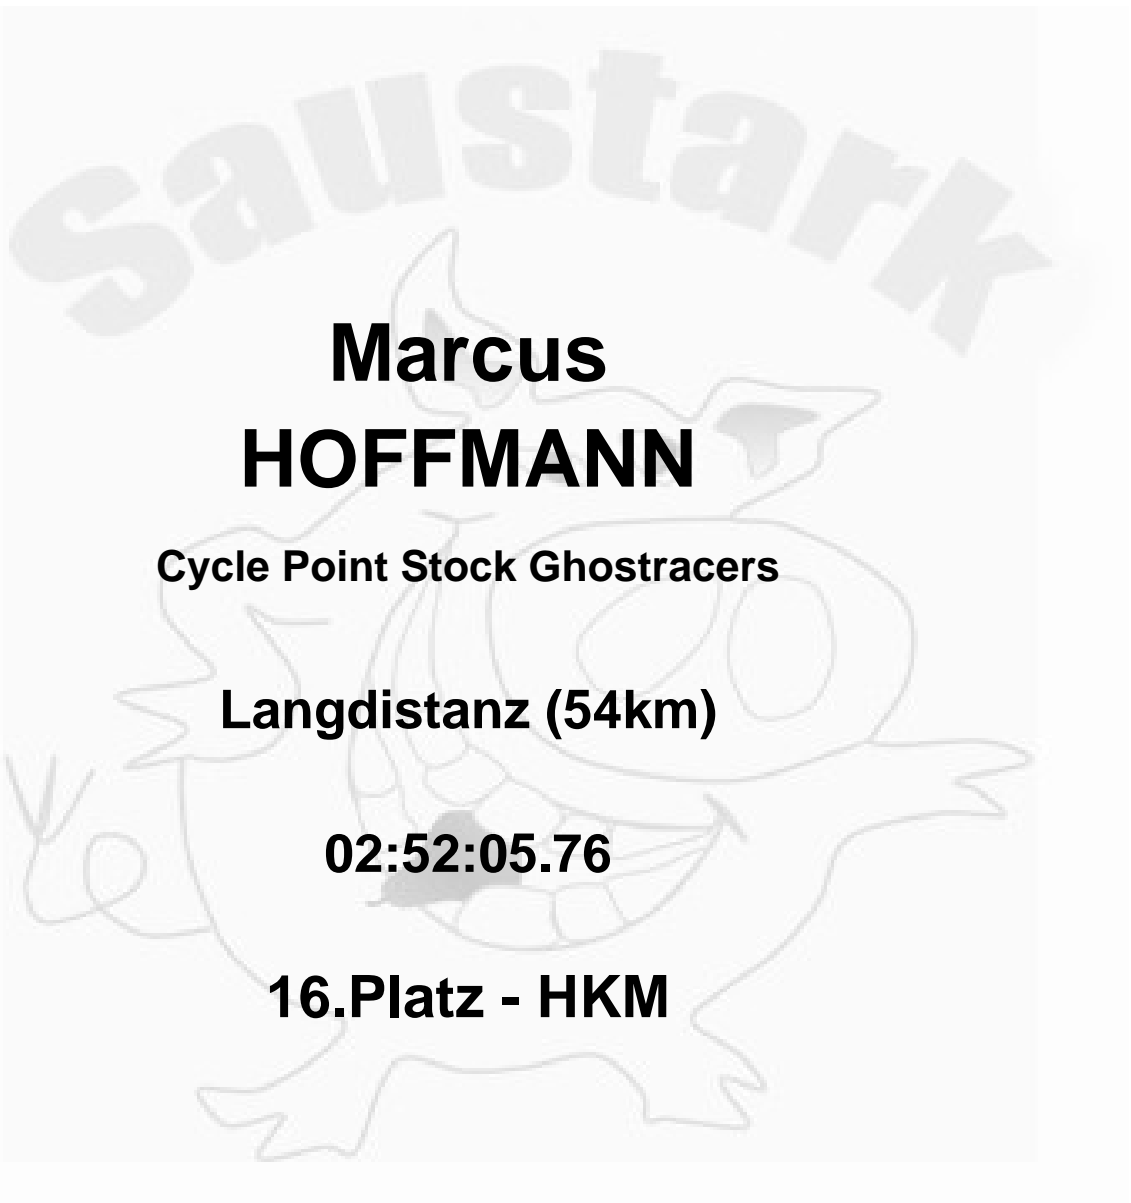 Saustark
Marcus
HOFFMANN
Cycle Point Stock Ghostracers
Langdistanz (54km)
02:52:05.76
16.Platz - HKM